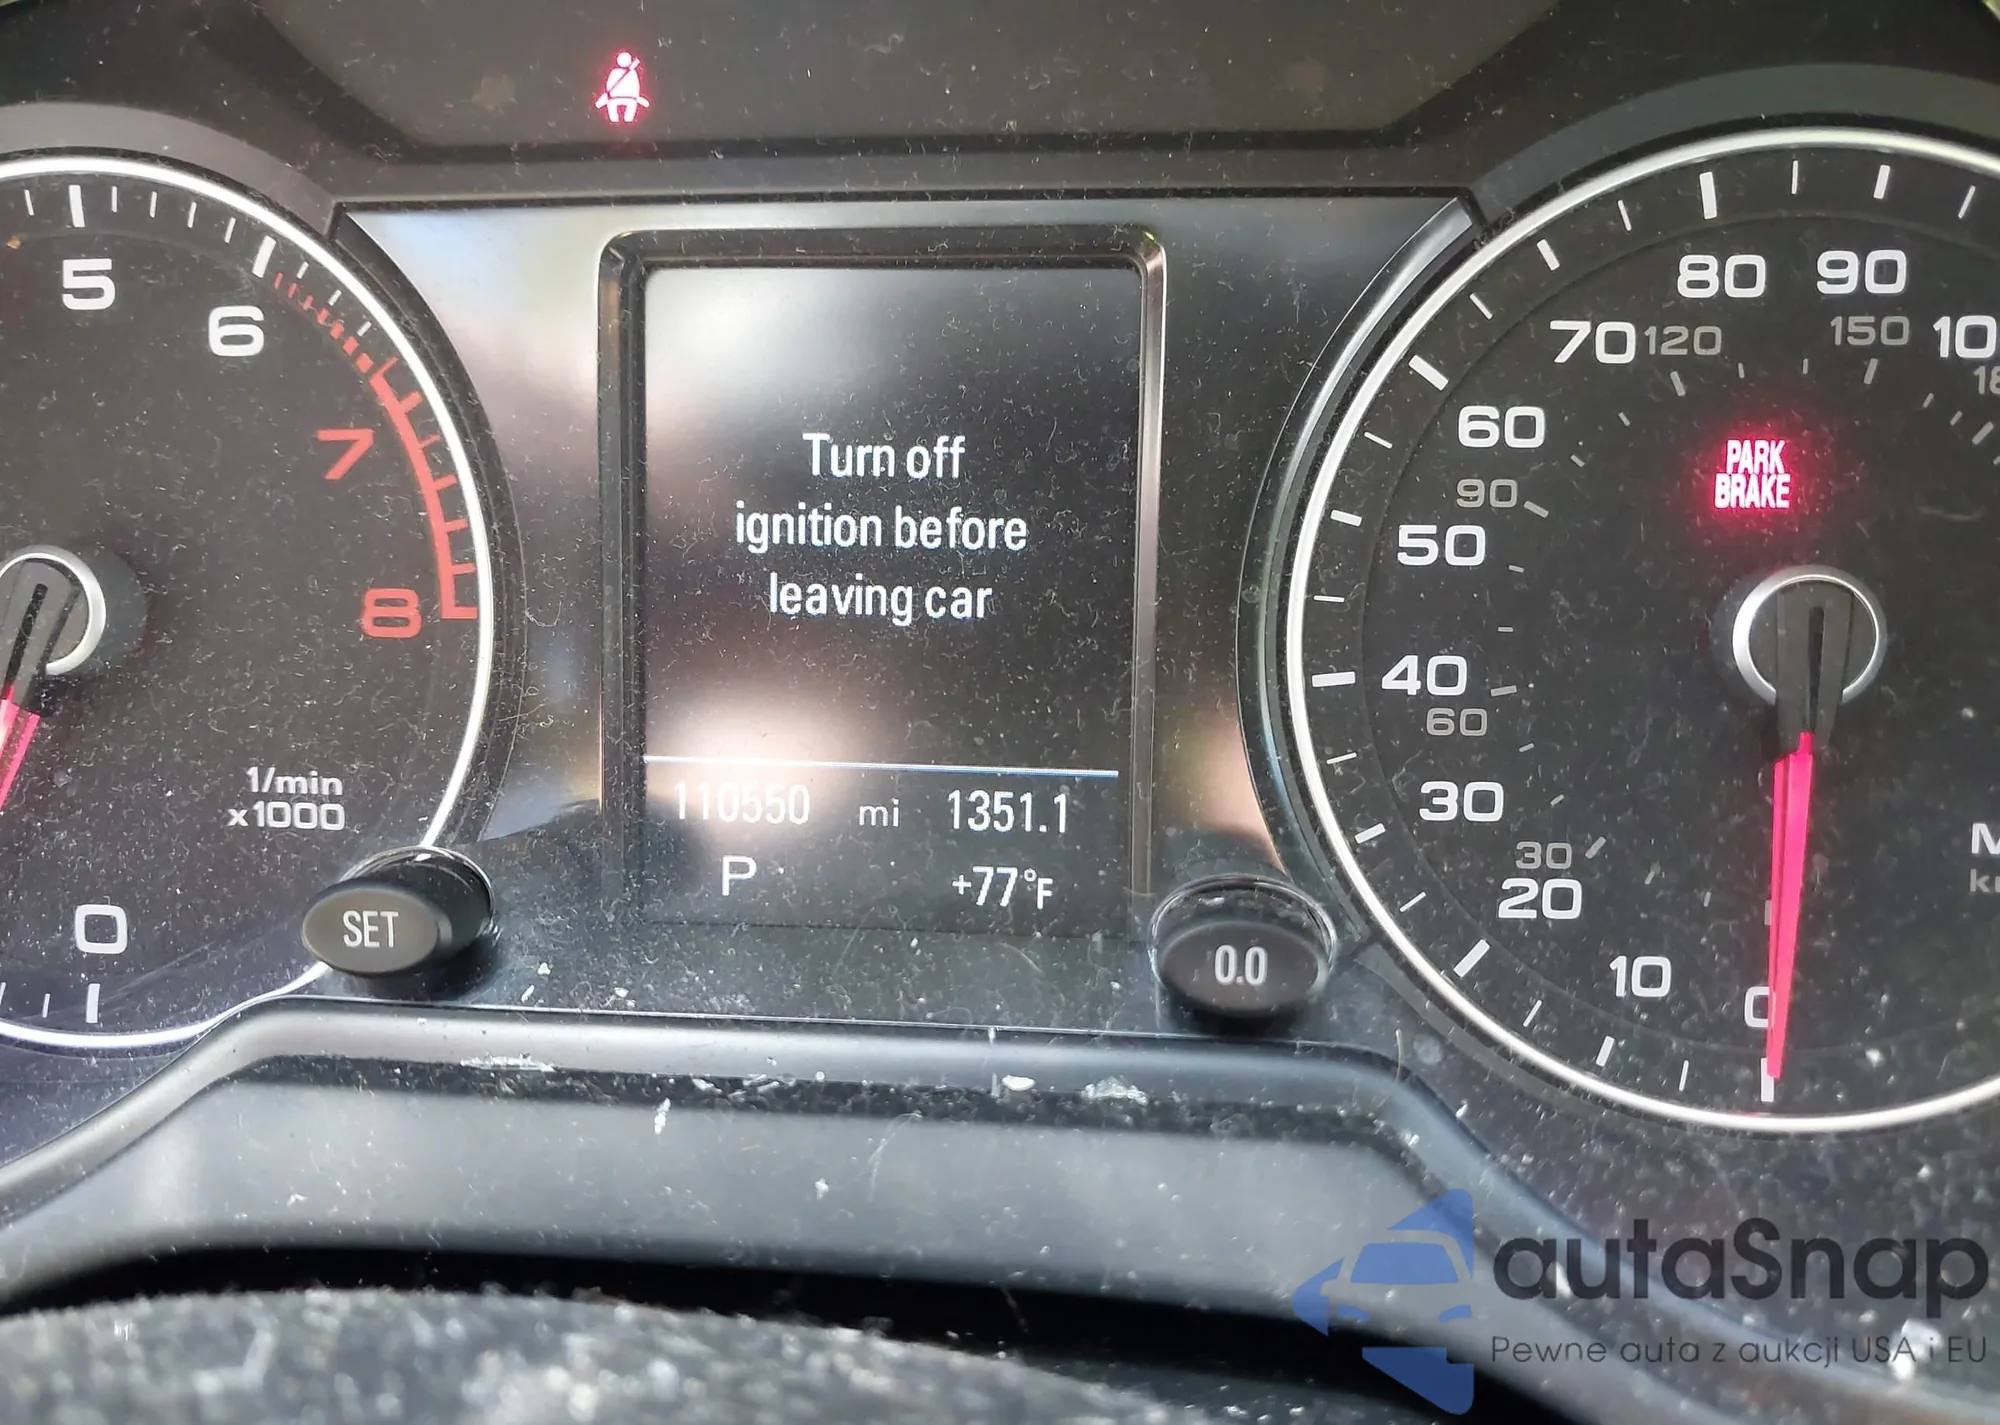 5
6
7
8
1/min
x1000
0
SET
Turn off
ignition before
leaving car
110550 mi 1351.1
P +77°F
0.0
80 90
70 120 150
60
90
50
40
60
30
30
20
10
0
PARK
BRAKE
autaSnap
Pewne auta z aukcji USA i EU